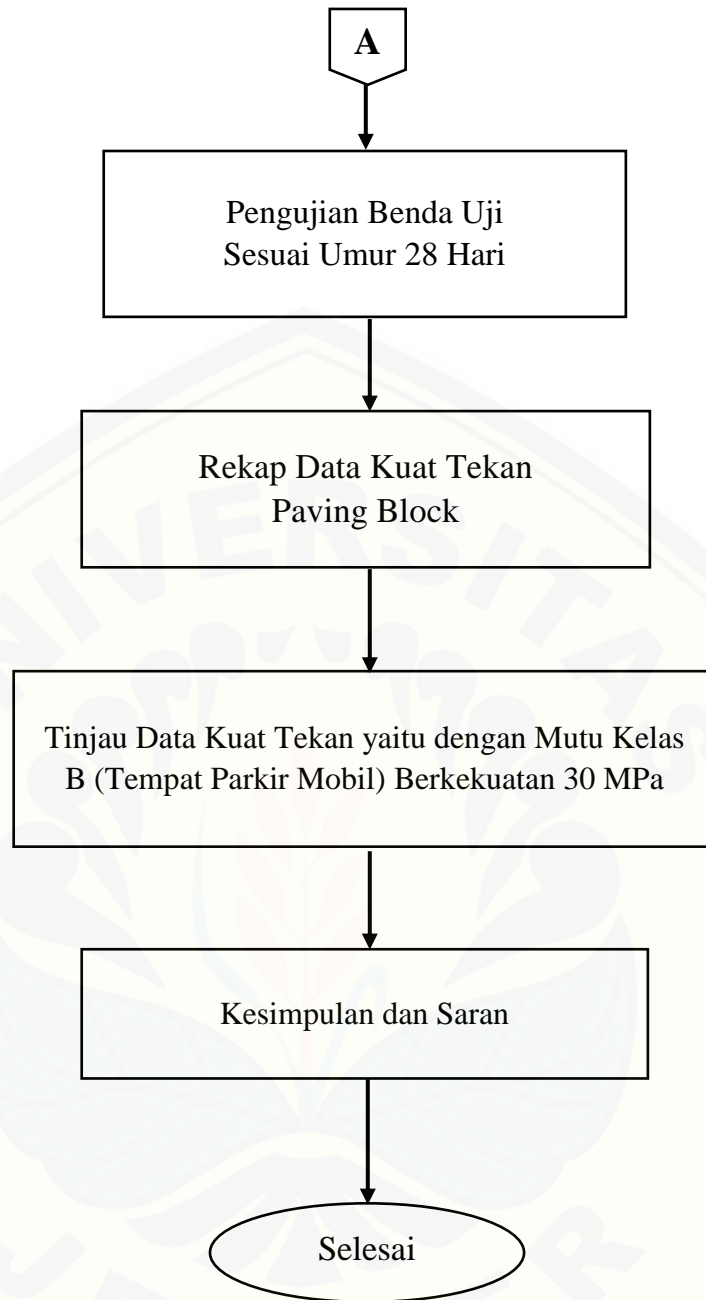 A
Pengujian Benda Uji
Sesuai Umur 28 Hari
Rekap Data Kuat Tekan
Paving Block
Tinjau Data Kuat Tekan yaitu dengan Mutu Kelas
B (Tempat Parkir Mobil) Berkekuatan 30 MPa
Kesimpulan dan Saran
Selesai
UNIVERSITAS